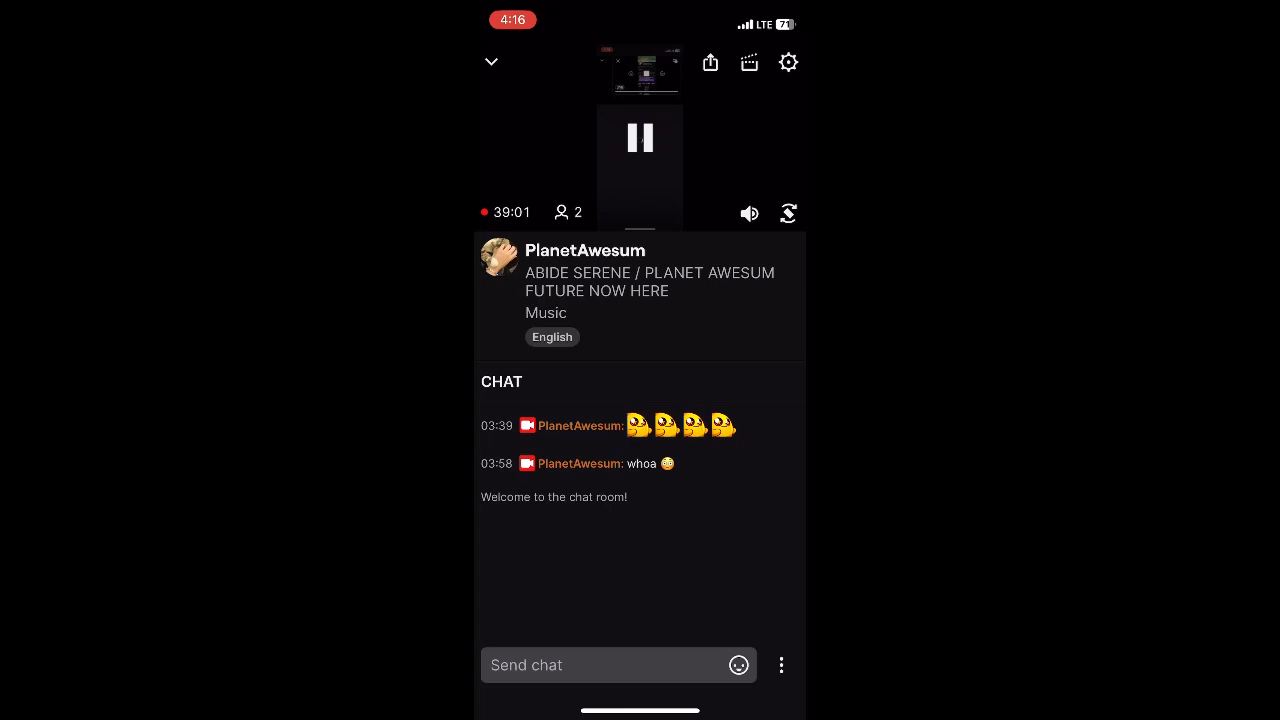 4:16
LTE 71
39:01 2
PlanetAwesum
ABIDE SERENE / PLANET AWESUM
FUTURE NOW HERE
Music
English
CHAT
03:39 PlanetAwesum:
03:58 PlanetAwesum: whoa 😳
Welcome to the chat room!
Send chat